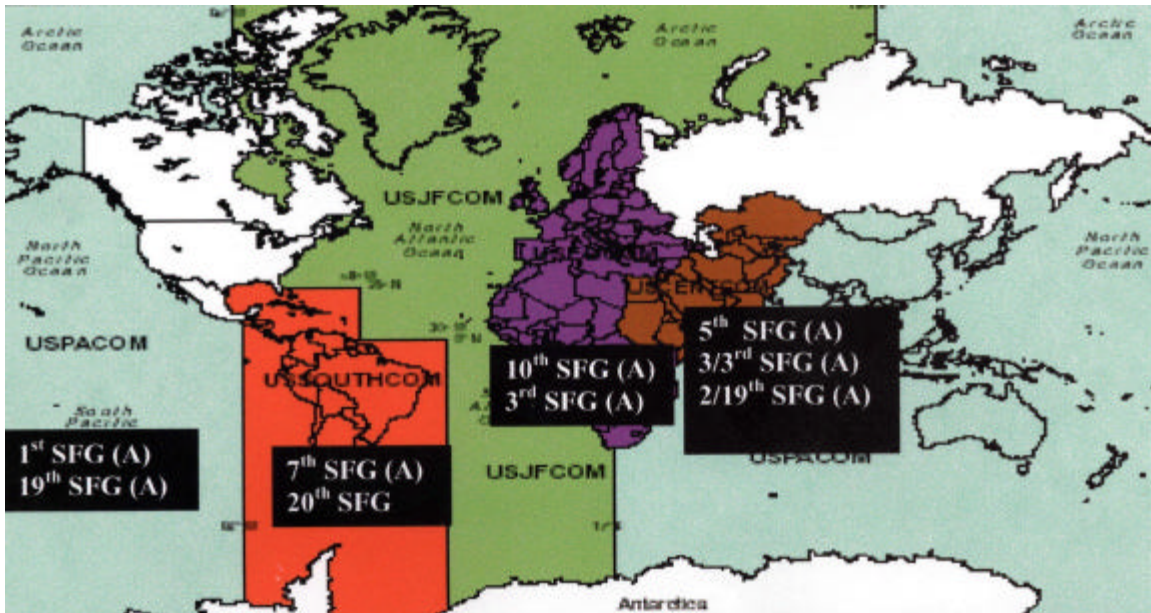 Arctic
Ocean
Arctic
Ocean
Arctic
Ocean
USJFCOM
North
Atlantic
Ocean
North
Pacific
Ocean
North
Pacific
Ocean
USPACOM
USSOUTHCOM
South
Pacific
1st SFG (A)
19th SFG (A)
7th SFG (A)
20th SFG
10th SFG (A)
3rd SFG (A)
5th SFG (A)
3/3rd SFG (A)
2/19th SFG (A)
USJFCOM
USPACOM
Antarctica